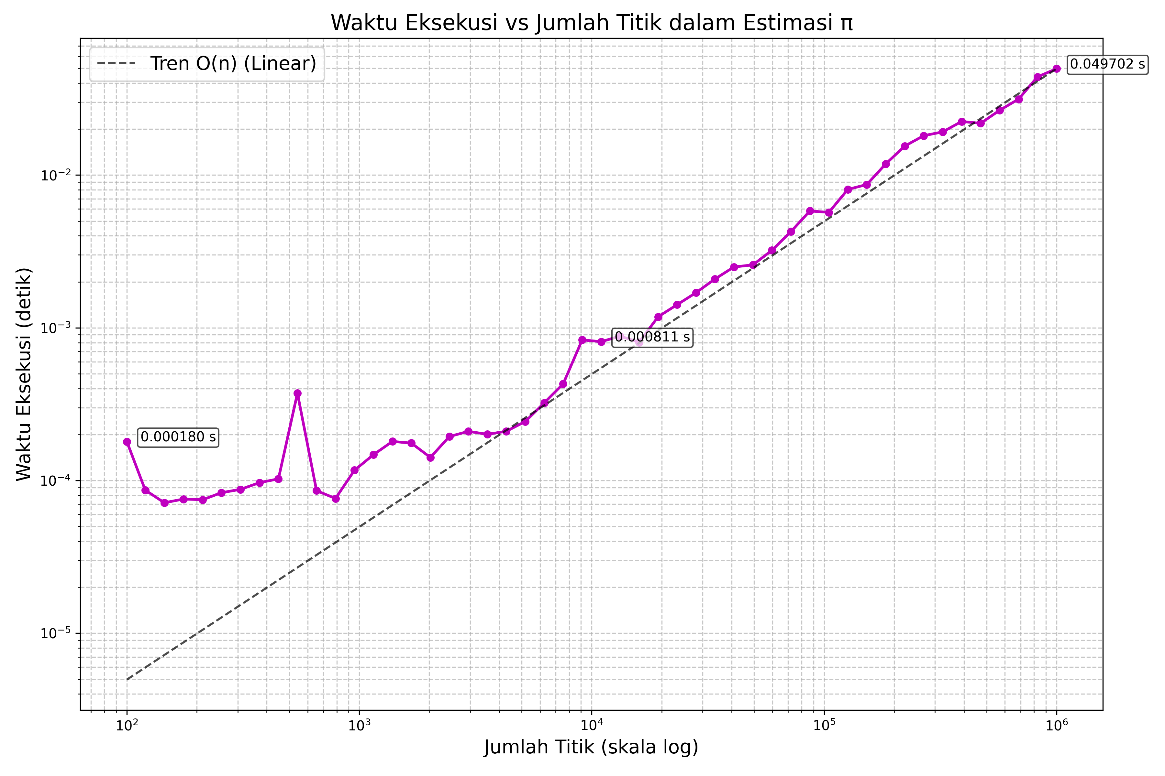 Waktu Eksekusi vs Jumlah Titik dalam Estimasi π
Tren O(n) (Linear)
0.049702 s
0.000811 s
0.000180 s
Waktu Eksekusi (detik)
10⁻²
10⁻³
10⁻⁴
10⁻⁵
10² 10³ 10⁴ 10⁵ 10⁶
Jumlah Titik (skala log)